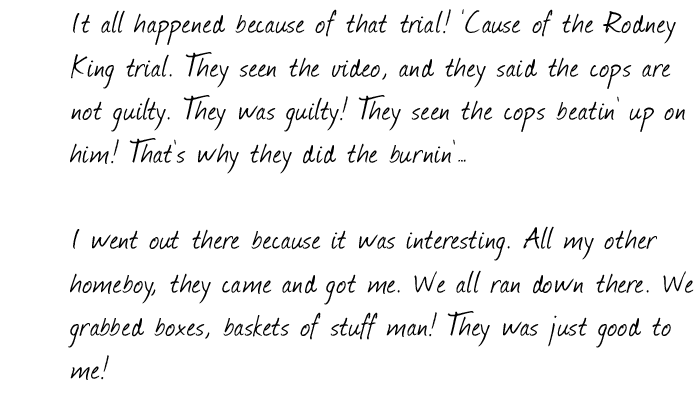 It all happened because of that trial! 'Cause of the Rodney
King trial. They seen the video, and they said the cops are
not guilty. They was guilty! They seen the cops beatin' up on
him! That's why they did the burnin'...
I went out there because it was interesting. All my other
homeboy, they came and got me. We all ran down there. We
grabbed boxes, baskets of stuff man! They was just good to
me!